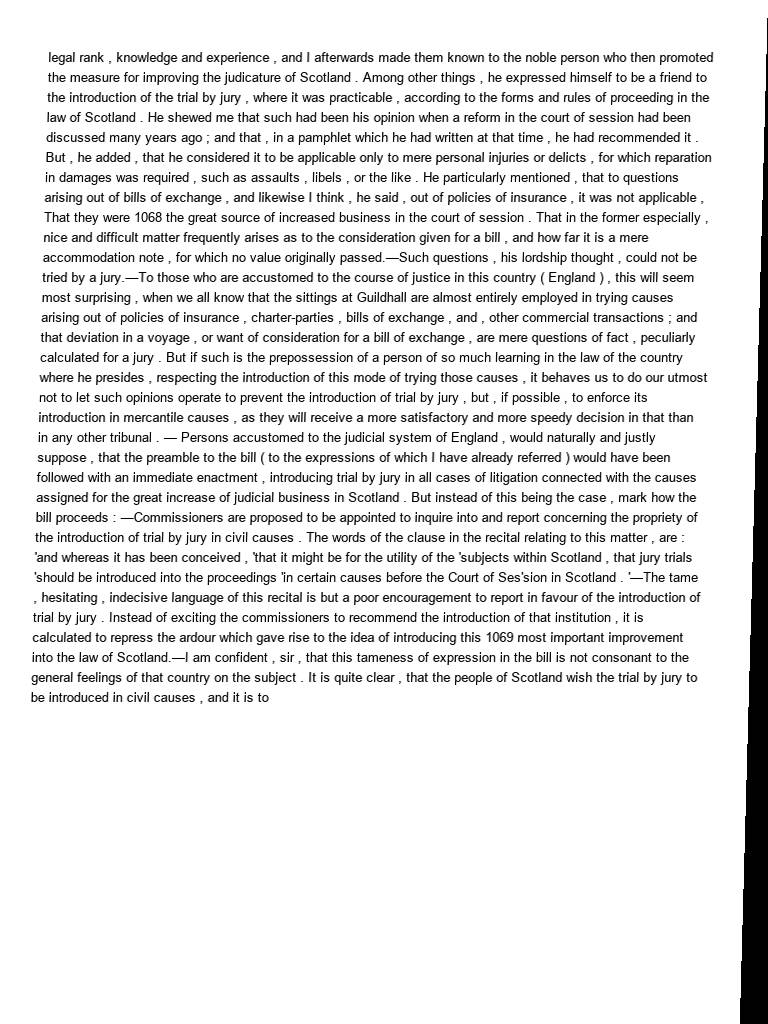 legal rank , knowledge and experience , and I afterwards made them known to the noble person who then promoted
the measure for improving the judicature of Scotland . Among other things , he expressed himself to be a friend to
the introduction of the trial by jury , where it was practicable , according to the forms and rules of proceeding in the
law of Scotland . He shewed me that such had been his opinion when a reform in the court of session had been
discussed many years ago ; and that , in a pamphlet which he had written at that time , he had recommended it .
But , he added , that he considered it to be applicable only to mere personal injuries or delicts , for which reparation
in damages was required , such as assaults , libels , or the like . He particularly mentioned , that to questions
arising out of bills of exchange , and likewise I think , he said , out of policies of insurance , it was not applicable ,
That they were 1068 the great source of increased business in the court of session . That in the former especially ,
nice and difficult matter frequently arises as to the consideration given for a bill , and how far it is a mere
accommodation note , for which no value originally passed.—Such questions , his lordship thought , could not be
tried by a jury.—To those who are accustomed to the course of justice in this country ( England ) , this will seem
most surprising , when we all know that the sittings at Guildhall are almost entirely employed in trying causes
arising out of policies of insurance , charter-parties , bills of exchange , and , other commercial transactions ; and
that deviation in a voyage , or want of consideration for a bill of exchange , are mere questions of fact , peculiarly
calculated for a jury . But if such is the prepossession of a person of so much learning in the law of the country
where he presides , respecting the introduction of this mode of trying those causes , it behaves us to do our utmost
not to let such opinions operate to prevent the introduction of trial by jury , but , if possible , to enforce its
introduction in mercantile causes , as they will receive a more satisfactory and more speedy decision in that than
in any other tribunal . — Persons accustomed to the judicial system of England , would naturally and justly
suppose , that the preamble to the bill ( to the expressions of which I have already referred ) would have been
followed with an immediate enactment , introducing trial by jury in all cases of litigation connected with the causes
assigned for the great increase of judicial business in Scotland . But instead of this being the case , mark how the
bill proceeds : —Commissioners are proposed to be appointed to inquire into and report concerning the propriety of
the introduction of trial by jury in civil causes . The words of the clause in the recital relating to this matter , are :
'and whereas it has been conceived , 'that it might be for the utility of the 'subjects within Scotland , that jury trials
'should be introduced into the proceedings 'in certain causes before the Court of Ses'sion in Scotland . '—The tame
, hesitating , indecisive language of this recital is but a poor encouragement to report in favour of the introduction of
trial by jury . Instead of exciting the commissioners to recommend the introduction of that institution , it is
calculated to repress the ardour which gave rise to the idea of introducing this 1069 most important improvement
into the law of Scotland.—I am confident , sir , that this tameness of expression in the bill is not consonant to the
general feelings of that country on the subject . It is quite clear , that the people of Scotland wish the trial by jury to
be introduced in civil causes , and it is to